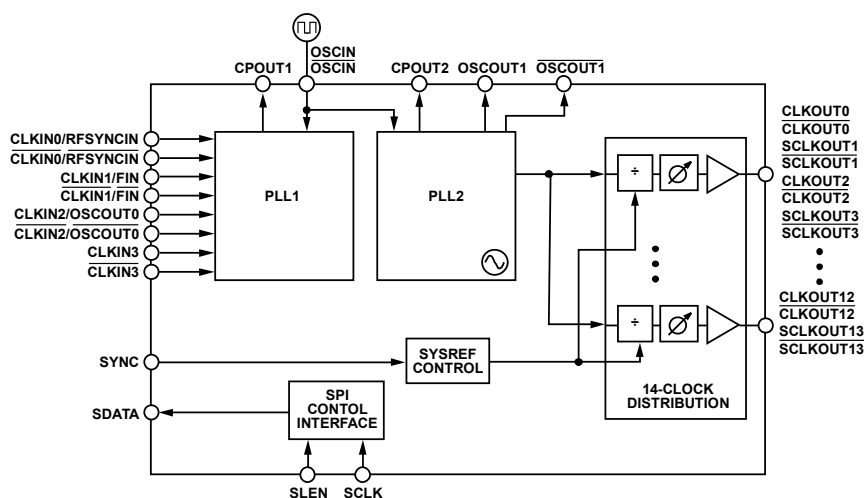 OSCIN
OSCIN
CPOUT1
CPOUT2
OSCOUT1
OSCOUT1
CLKIN0/RFSYNCIN
CLKIN0/RFSYNCIN
CLKIN1/FIN
CLKIN1/FIN
CLKIN2/OSCOUT0
CLKIN2/OSCOUT0
CLKIN3
CLKIN3
PLL1
PLL2
÷
÷
CLKOUT0
CLKOUT0
SCLKOUT1
SCLKOUT1
CLKOUT2
CLKOUT2
SCLKOUT3
SCLKOUT3
CLKOUT12
CLKOUT12
SCLKOUT13
SCLKOUT13
SYNC
SYSREF
CONTROL
14-CLOCK
DISTRIBUTION
SDATA
SPI
CONTOL
INTERFACE
SLEN
SCLK